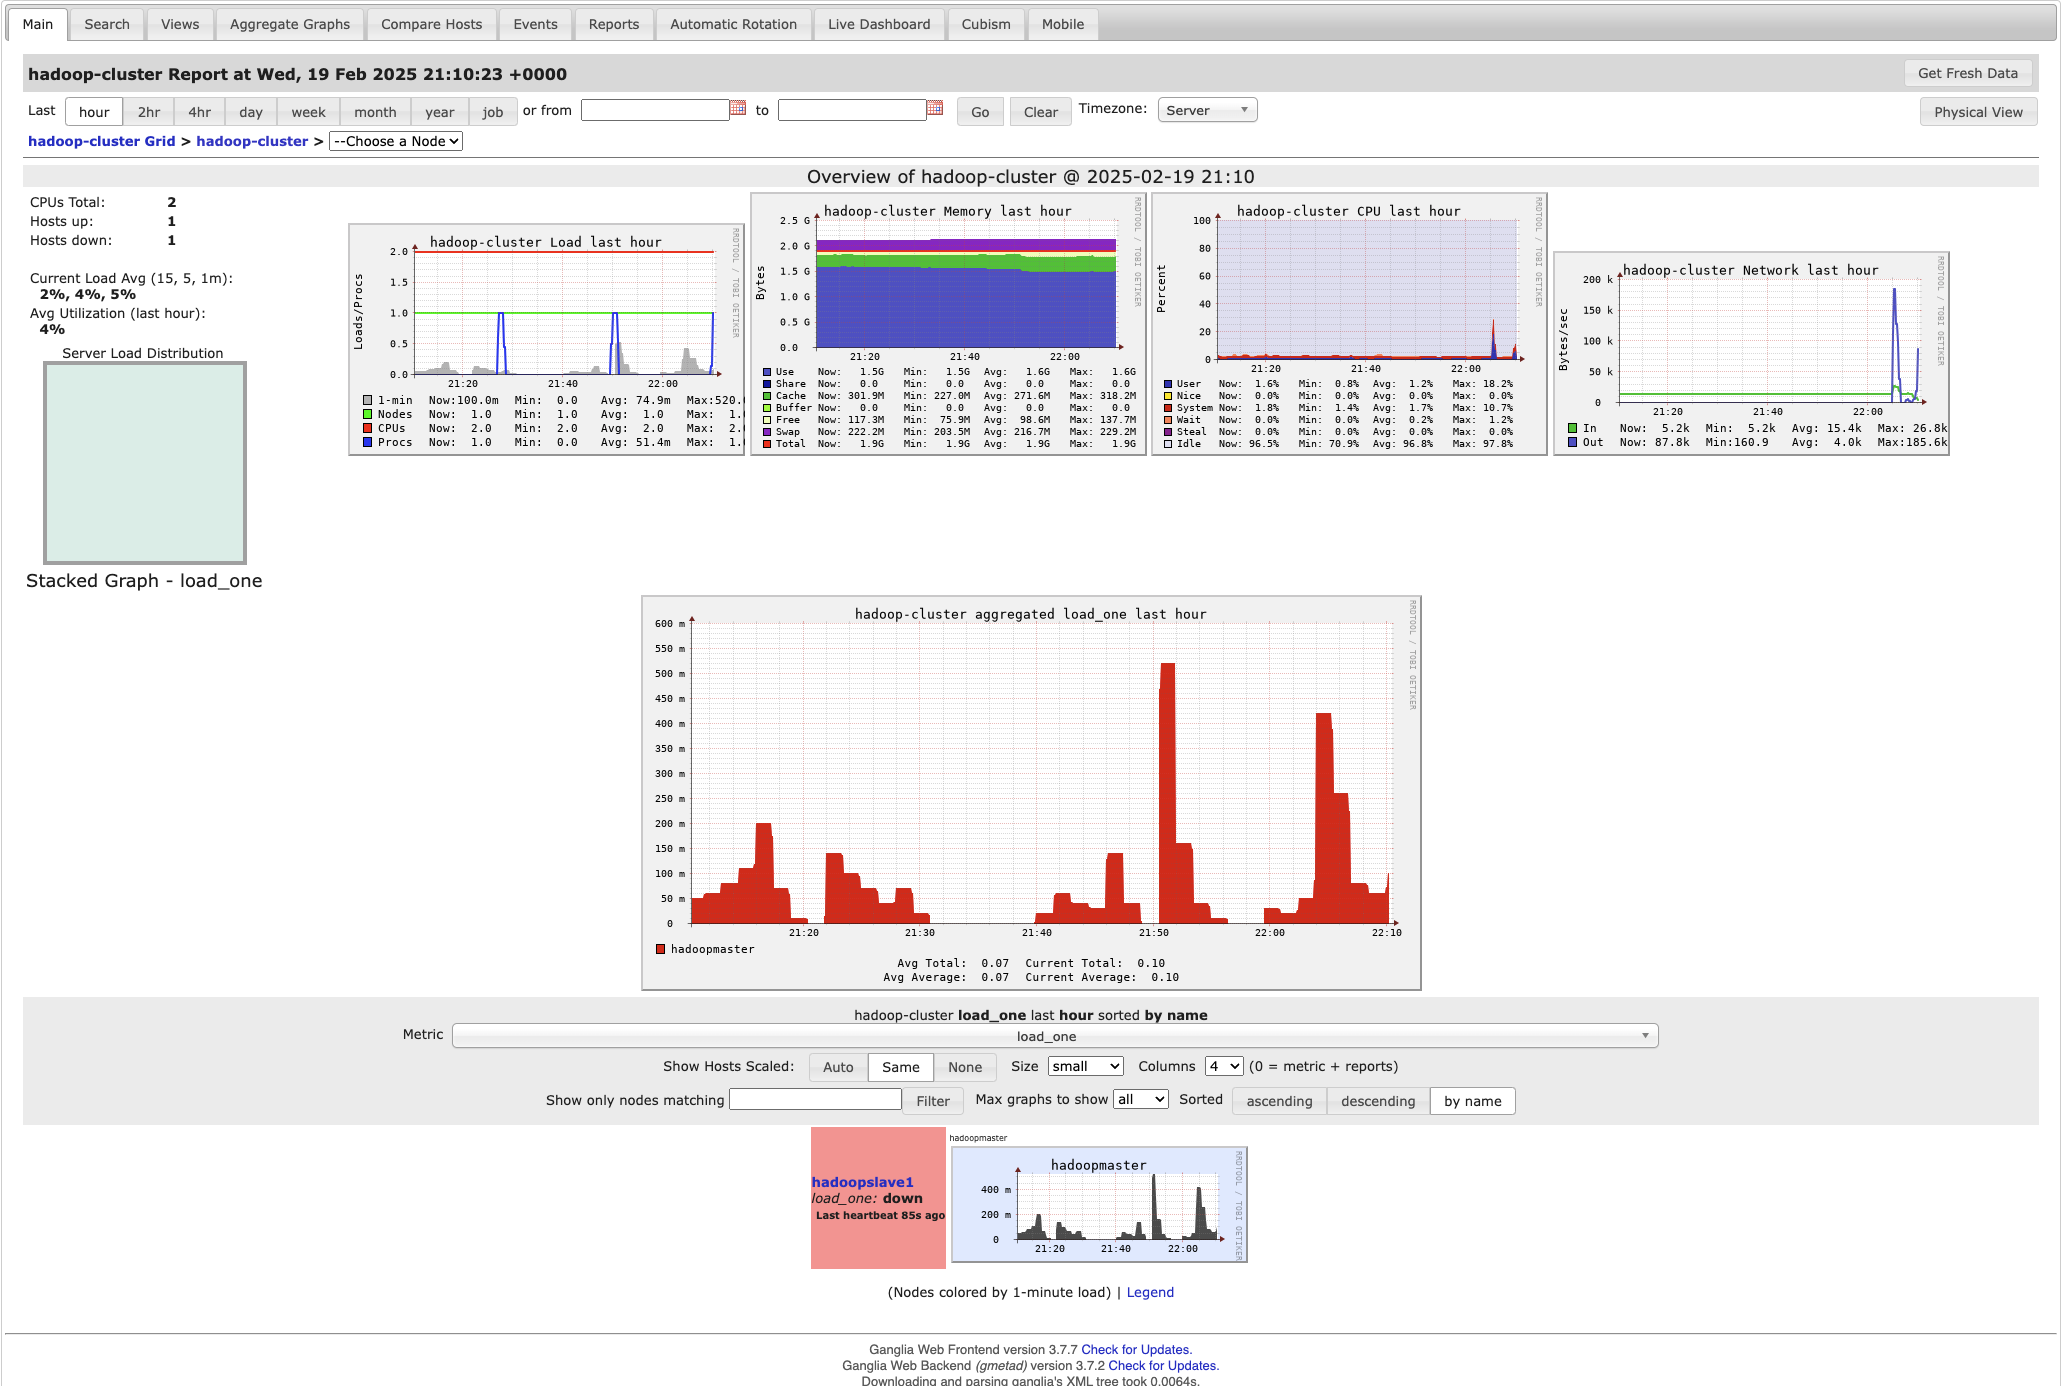 Main Search Views Aggregate Graphs Compare Hosts Events Reports Automatic Rotation Live Dashboard Cubism Mobile
hadoop-cluster Report at Wed, 19 Feb 2025 21:10:23 +0000 Get Fresh Data
Last hour 2hr 4hr day week month year job or from to Go Clear Timezone: Server Physical View
hadoop-cluster Grid > hadoop-cluster > --Choose a Node
Overview of hadoop-cluster @ 2025-02-19 21:10
CPUs Total: 2
Hosts up: 1
Hosts down: 1
Current Load Avg (15, 5, 1m):
2%, 4%, 5%
Avg Utilization (last hour):
4%
Server Load Distribution
hadoop-cluster Load last hour
RRDTOOL / TOBI OETIKER
Loads/Procs
2.0
1.5
1.0
0.5
0.0
21:20 21:40 22:00
1-min Now:100.0m Min: 0.0 Avg: 74.9m Max:520.
Nodes Now: 1.0 Min: 1.0 Avg: 1.0 Max: 1.
CPUs Now: 2.0 Min: 2.0 Avg: 2.0 Max: 2.
Procs Now: 1.0 Min: 0.0 Avg: 51.4m Max: 1.
hadoop-cluster Memory last hour
RRDTOOL / TOBI OETIKER
Bytes
2.5 G
2.0 G
1.5 G
1.0 G
0.5 G
0.0
21:20 21:40 22:00
Use Now: 1.5G Min: 1.5G Avg: 1.6G Max: 1.6G
Share Now: 0.0 Min: 0.0 Avg: 0.0 Max: 0.0
Cache Now: 301.9M Min: 227.0M Avg: 271.6M Max: 318.2M
Buffer Now: 0.0 Min: 0.0 Avg: 0.0 Max: 0.0
Free Now: 117.3M Min: 75.9M Avg: 98.6M Max: 137.7M
Swap Now: 222.2M Min: 203.5M Avg: 216.7M Max: 229.2M
Total Now: 1.9G Min: 1.9G Avg: 1.9G Max: 1.9G
hadoop-cluster CPU last hour
RRDTOOL / TOBI OETIKER
Percent
100
80
60
40
20
0
21:20 21:40 22:00
User Now: 1.6% Min: 0.8% Avg: 1.2% Max: 18.2%
Nice Now: 0.0% Min: 0.0% Avg: 0.0% Max: 0.0%
System Now: 1.8% Min: 1.4% Avg: 1.7% Max: 10.7%
Wait Now: 0.0% Min: 0.0% Avg: 0.2% Max: 1.2%
Steal Now: 0.0% Min: 0.0% Avg: 0.0% Max: 0.0%
Idle Now: 96.5% Min: 70.9% Avg: 96.8% Max: 97.8%
hadoop-cluster Network last hour
RRDTOOL / TOBI OETIKER
Bytes/sec
200 k
150 k
100 k
50 k
0
21:20 21:40 22:00
In Now: 5.2k Min: 5.2k Avg: 15.4k Max: 26.8k
Out Now: 87.8k Min:160.9 Avg: 4.0k Max:185.6k
Stacked Graph - load_one
hadoop-cluster aggregated load_one last hour
RRDTOOL / TOBI OETIKER
600 m
550 m
500 m
450 m
400 m
350 m
300 m
250 m
200 m
150 m
100 m
50 m
0
21:20 21:30 21:40 21:50 22:00 22:10
hadoopmaster
Avg Total: 0.07 Current Total: 0.10
Avg Average: 0.07 Current Average: 0.10
hadoop-cluster load_one last hour sorted by name
Metric load_one
Show Hosts Scaled: Auto Same None Size small Columns 4 (0 = metric + reports)
Show only nodes matching Filter Max graphs to show all Sorted ascending descending by name
hadoopslave1
load_one: down
Last heartbeat 85s ago
hadoopmaster
hadoopmaster
RRDTOOL / TOBI OETIKER
400 m
200 m
0
21:20 21:40 22:00
(Nodes colored by 1-minute load) | Legend
Ganglia Web Frontend version 3.7.7 Check for Updates.
Ganglia Web Backend (gmetad) version 3.7.2 Check for Updates.
Downloading and parsing ganglia's XML tree took 0.0064s.